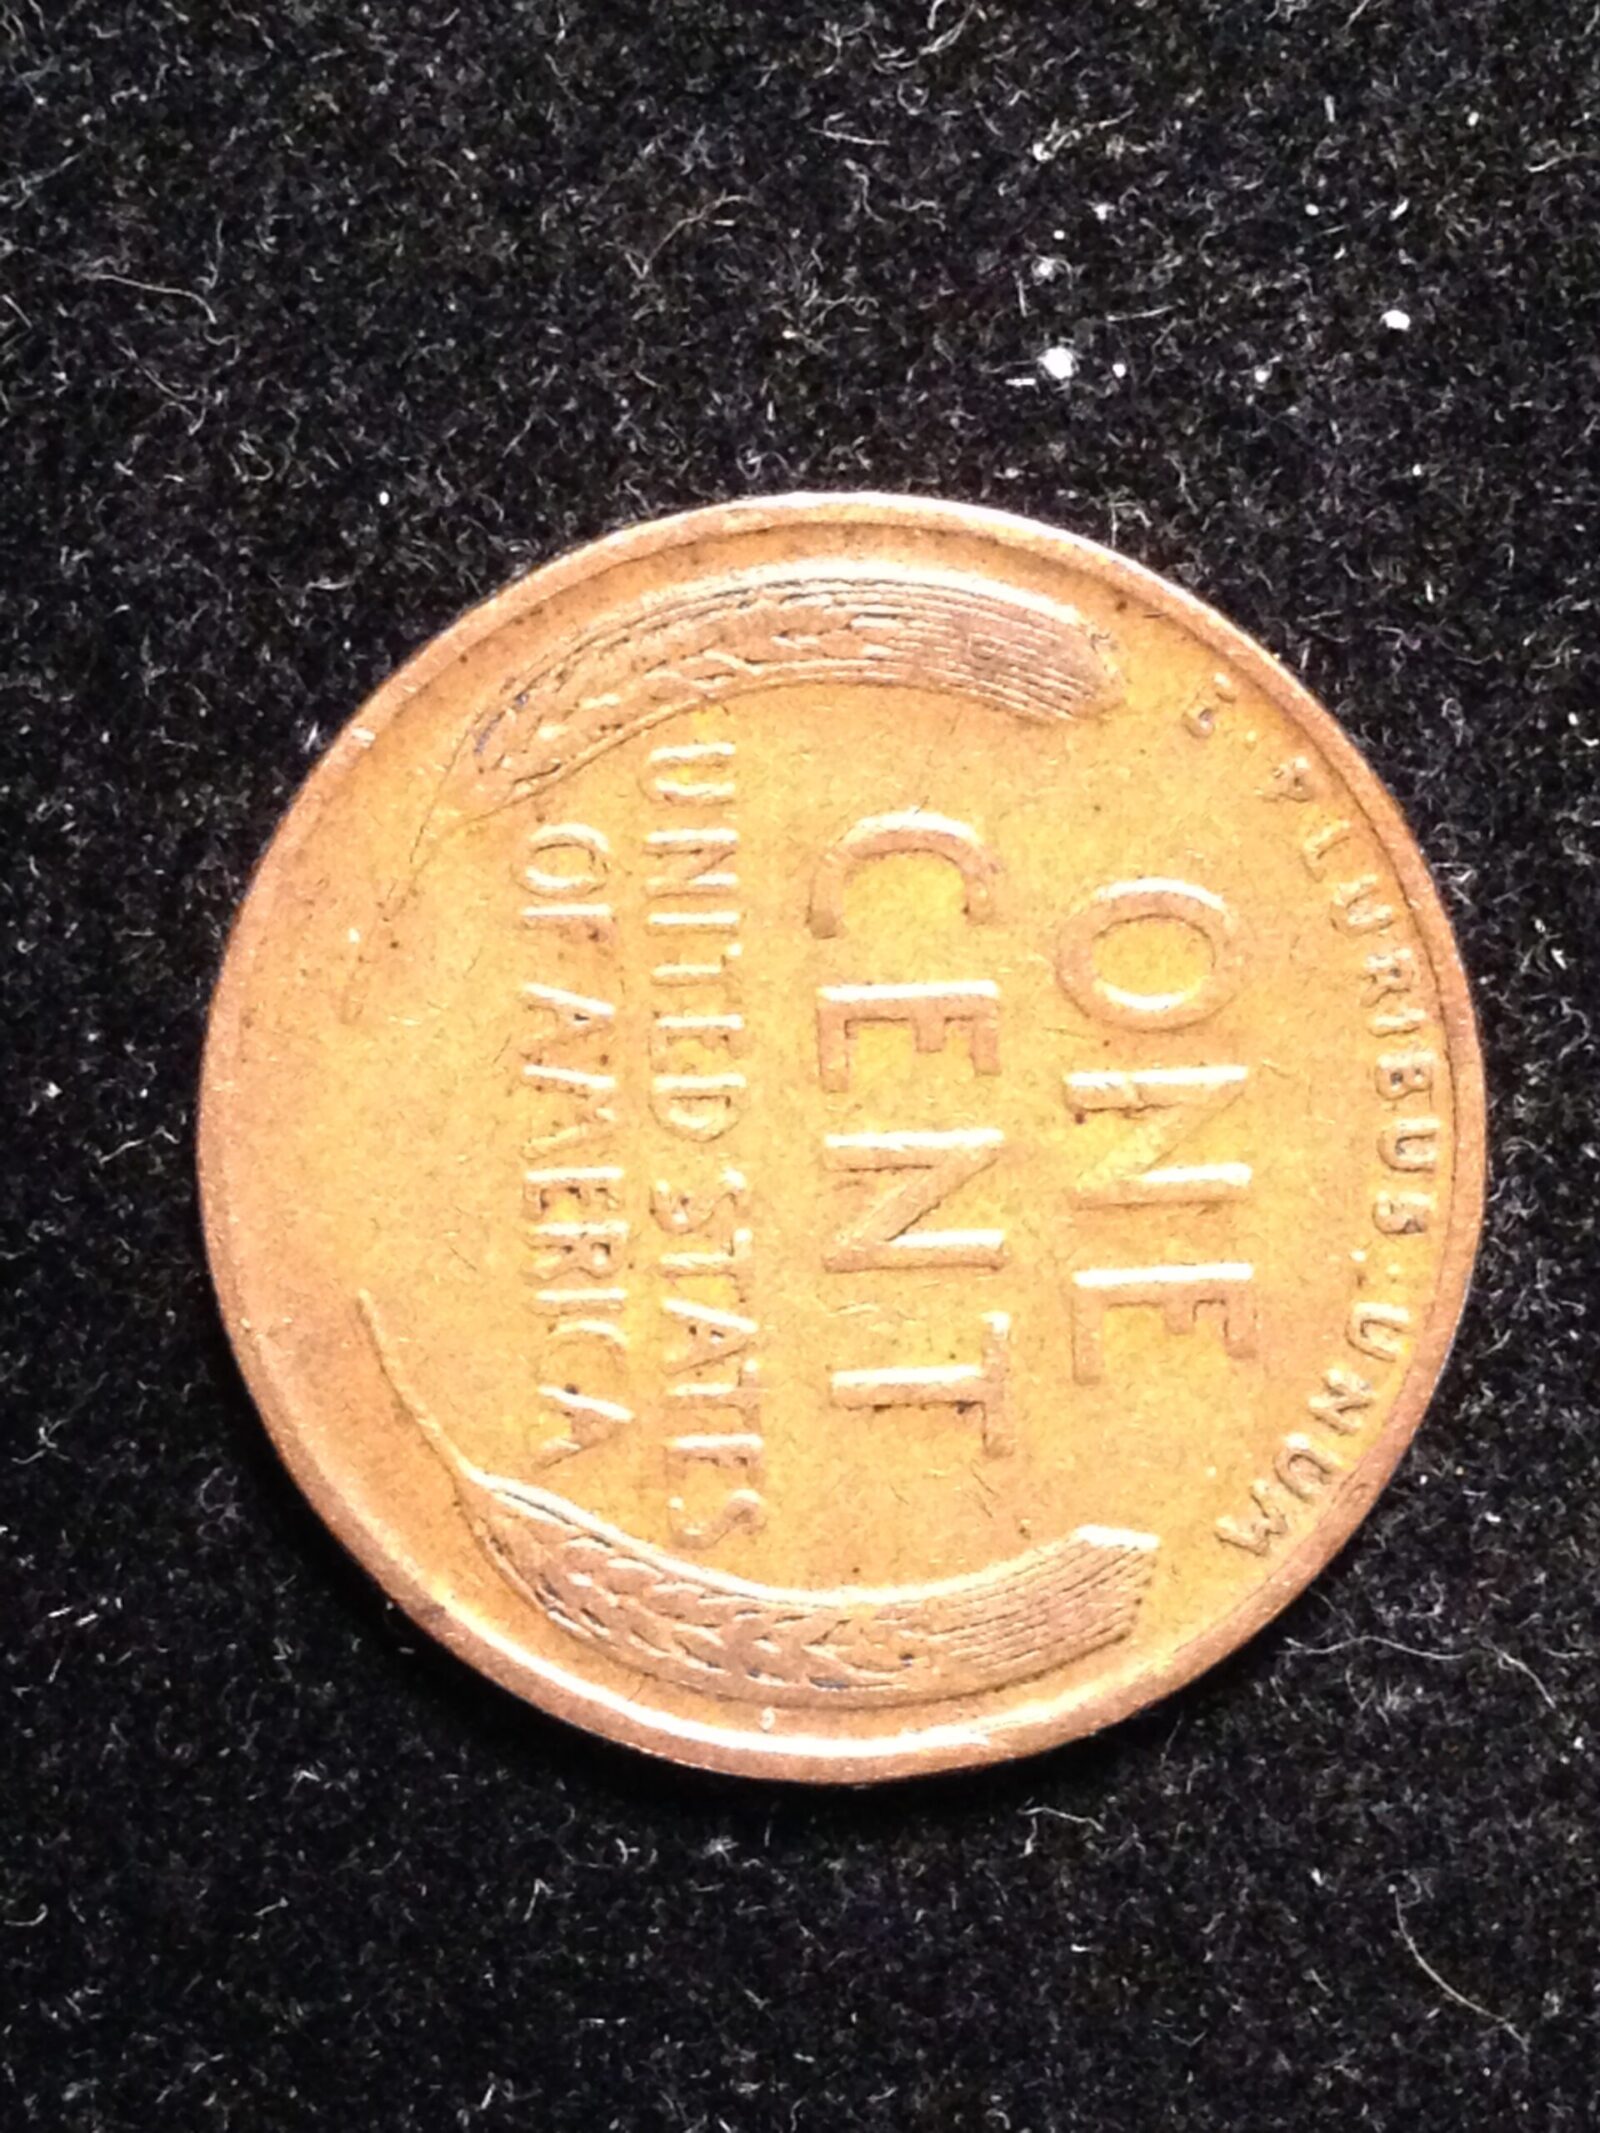 E · PLURIBUS · UNUM
ONE
CENT
UNITED STATES
OF AMERICA